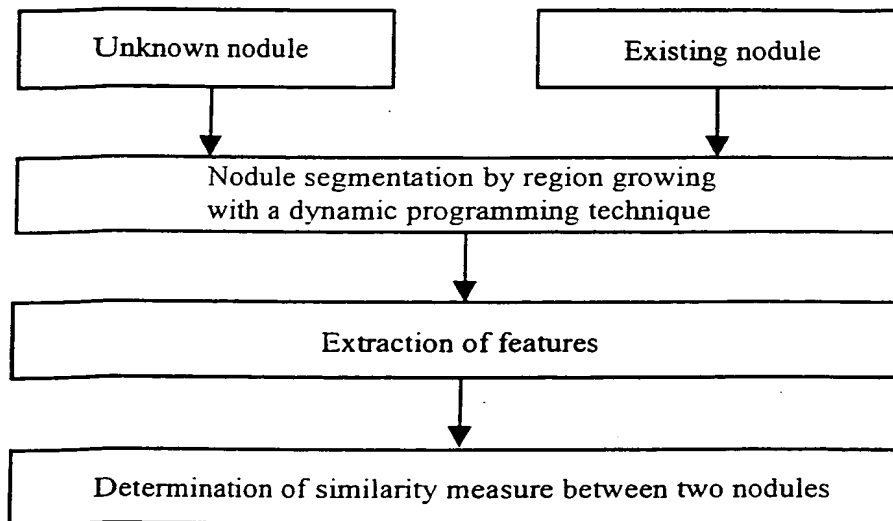 Unknown nodule
Existing nodule
Nodule segmentation by region growing
with a dynamic programming technique
Extraction of features
Determination of similarity measure between two nodules